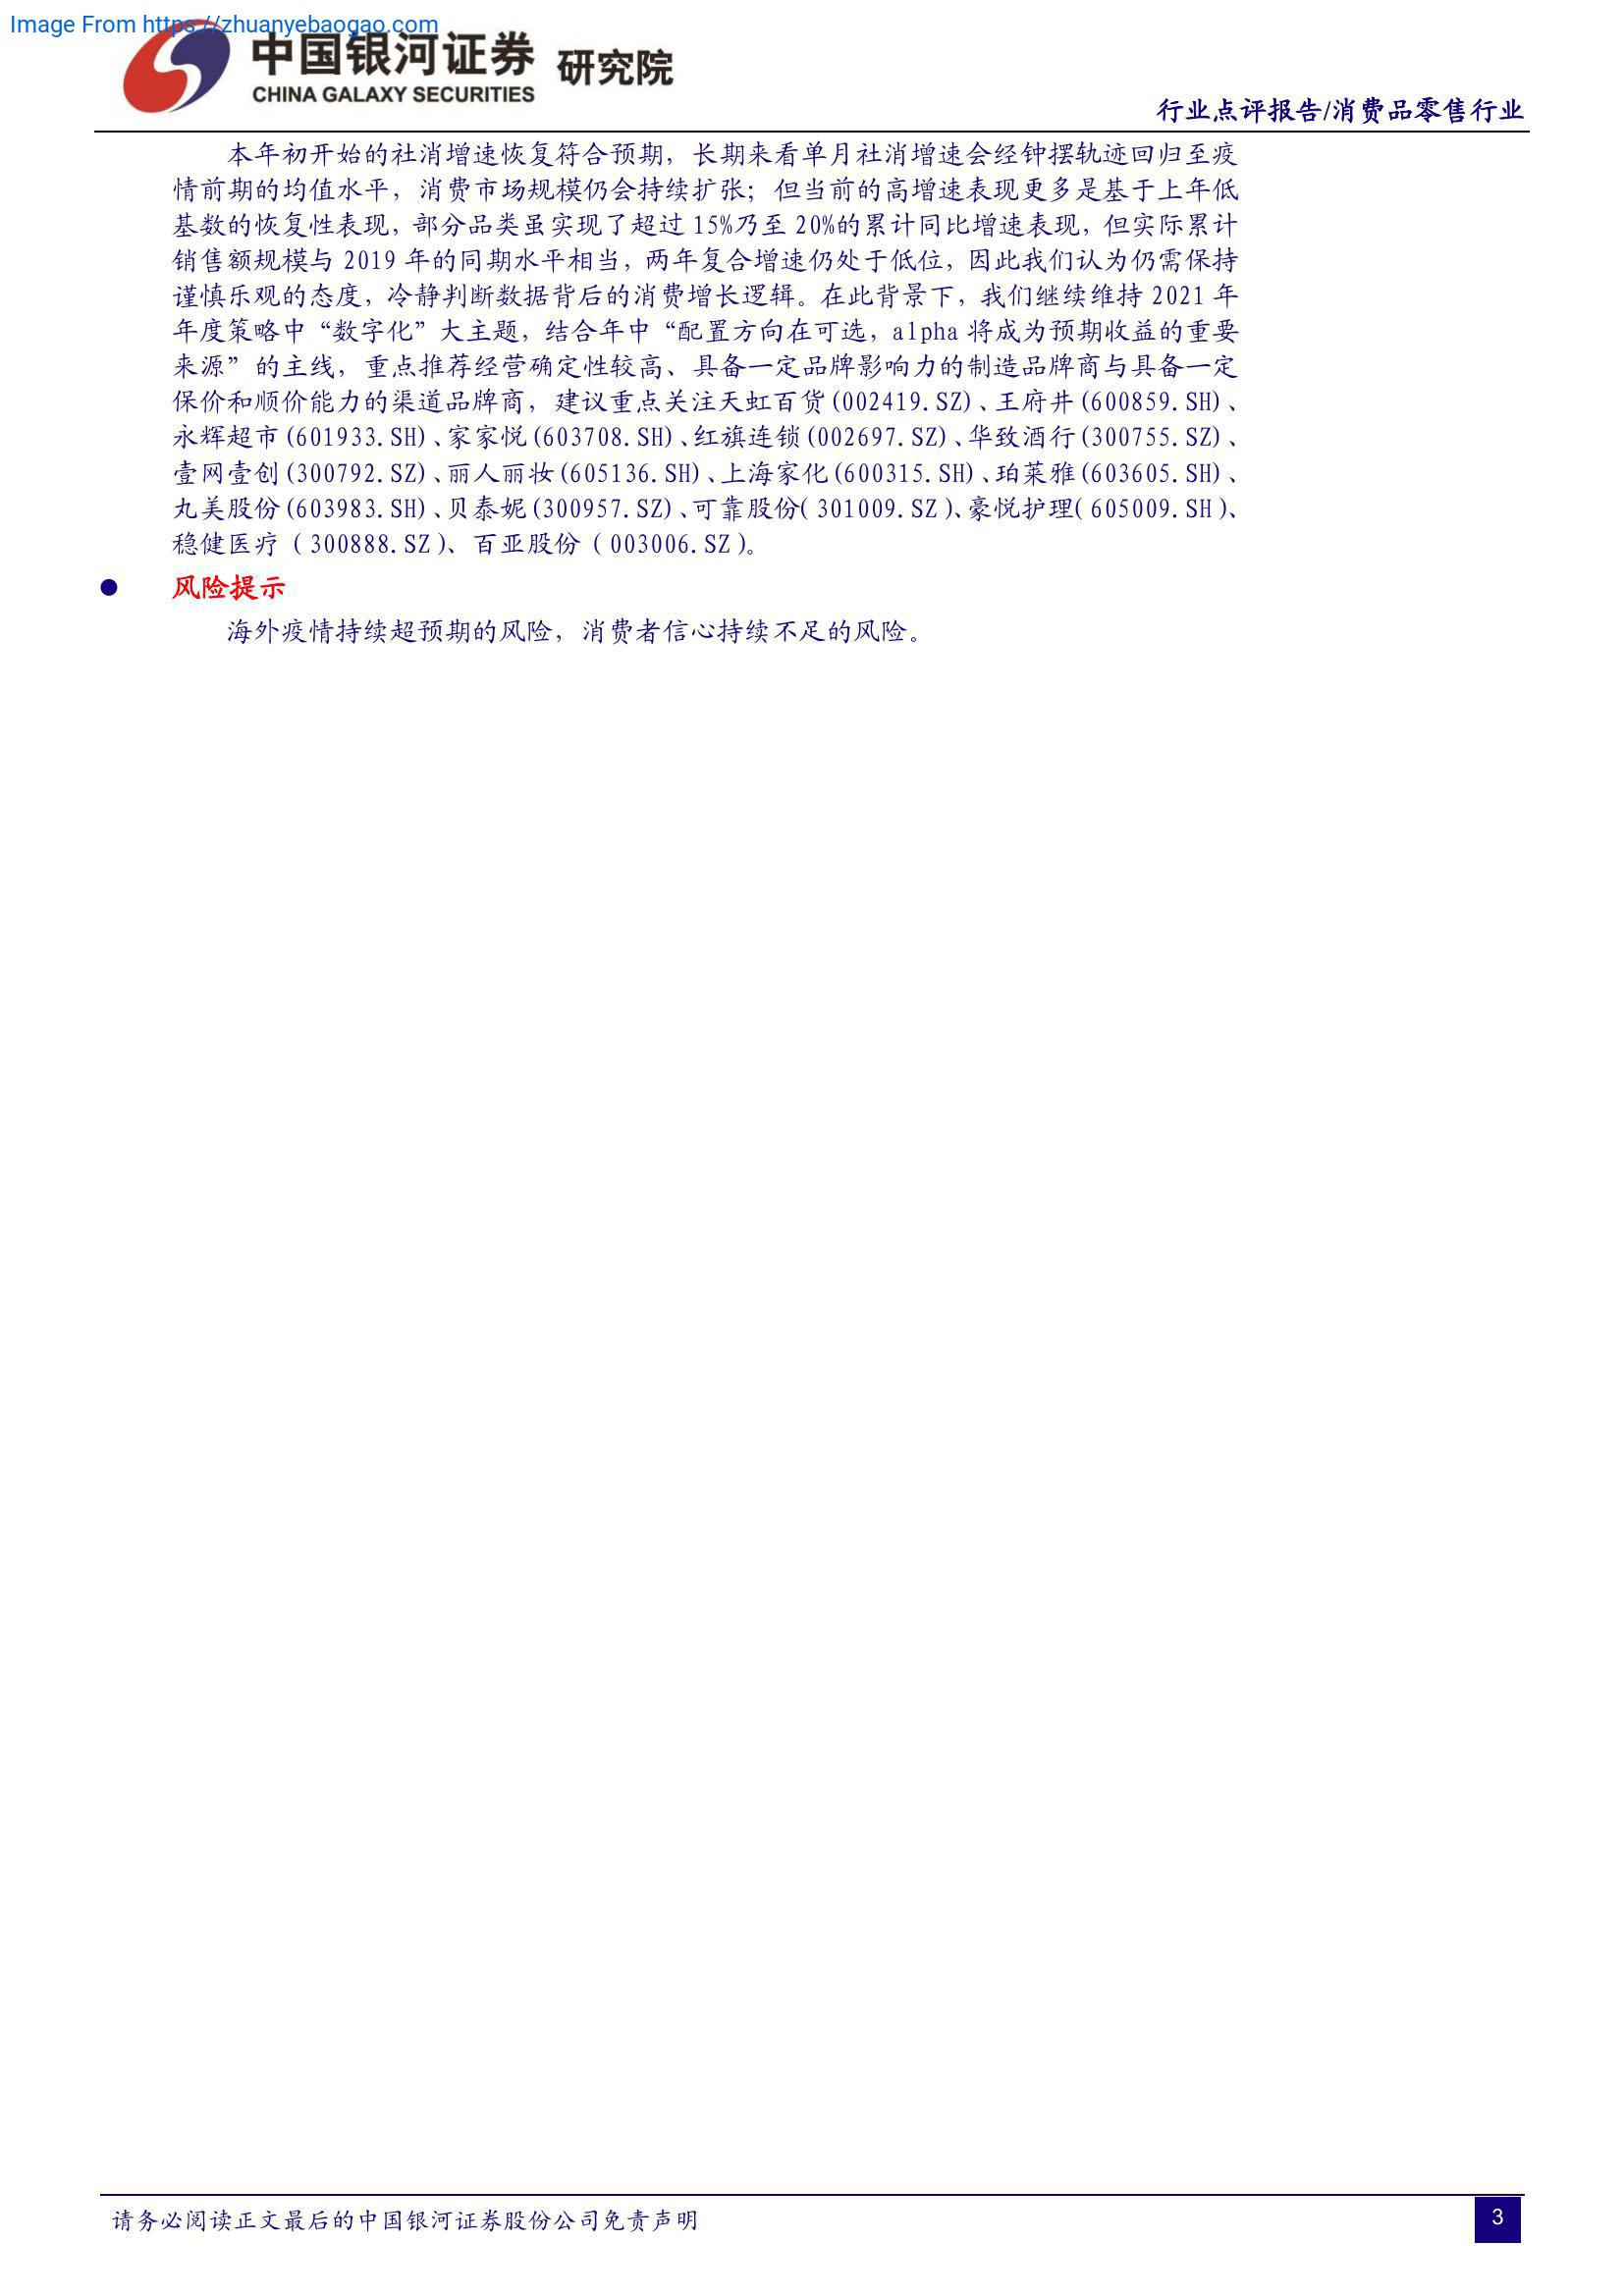 Image From https://zhuanyebaogao.com
中国银河证券 研究院
CHINA GALAXY SECURITIES
行业点评报告/消费品零售行业
本年初开始的社消增速恢复符合预期，长期来看单月社消增速会经钟摆轨迹回归至疫
情前期的均值水平，消费市场规模仍会持续扩张；但当前的高增速表现更多是基于上年低
基数的恢复性表现，部分品类虽实现了超过 15%乃至 20%的累计同比增速表现，但实际累计
销售额规模与 2019 年的同期水平相当，两年复合增速仍处于低位，因此我们认为仍需保持
谨慎乐观的态度，冷静判断数据背后的消费增长逻辑。在此背景下，我们继续维持 2021 年
年度策略中“数字化”大主题，结合年中“配置方向在可选，alpha 将成为预期收益的重要
来源”的主线，重点推荐经营确定性较高、具备一定品牌影响力的制造品牌商与具备一定
保价和顺价能力的渠道品牌商，建议重点关注天虹百货(002419.SZ)、王府井(600859.SH)、
永辉超市(601933.SH)、家家悦(603708.SH)、红旗连锁(002697.SZ)、华致酒行(300755.SZ)、
壹网壹创(300792.SZ)、丽人丽妆(605136.SH)、上海家化(600315.SH)、珀莱雅(603605.SH)、
丸美股份(603983.SH)、贝泰妮(300957.SZ)、可靠股份(301009.SZ)、豪悦护理(605009.SH)、
稳健医疗（300888.SZ）、百亚股份（003006.SZ）。
● 风险提示
海外疫情持续超预期的风险，消费者信心持续不足的风险。
请务必阅读正文最后的中国银河证券股份公司免责声明
3